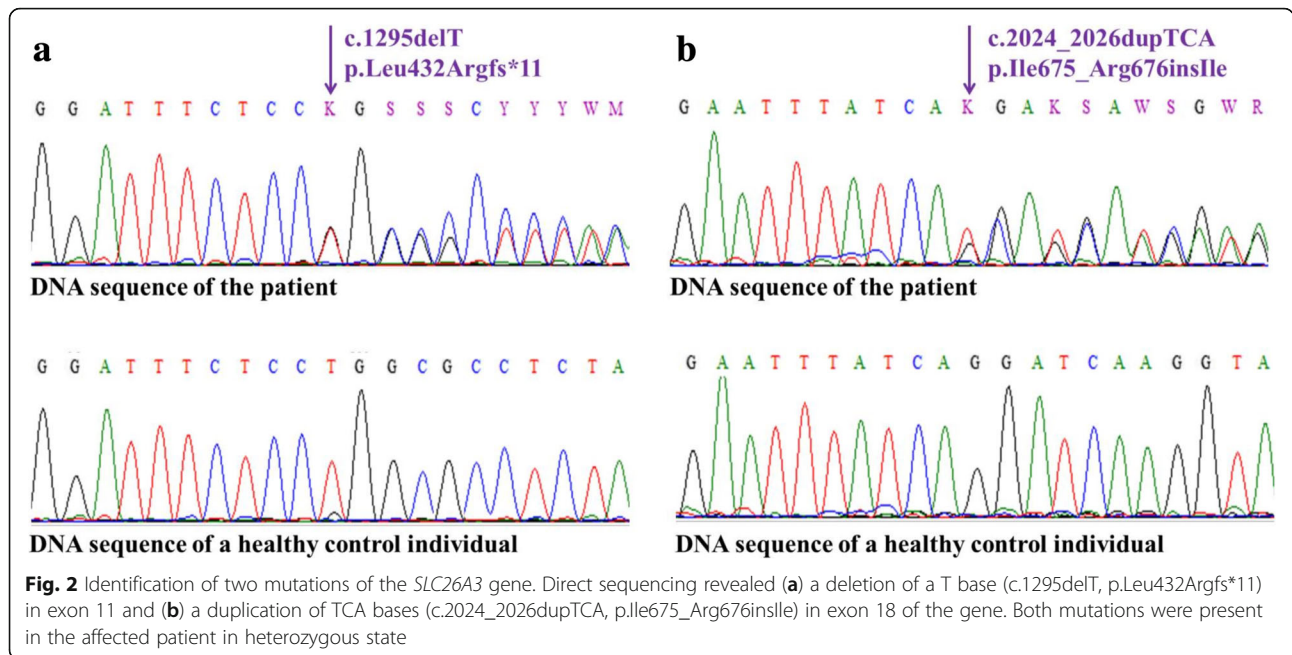 a
c.1295delT
p.Leu432Argfs*11
G G A T T T C T C C K G S S S C Y Y Y W M
DNA sequence of the patient
G G A T T T C T C C T G G C G C C T C T A
DNA sequence of a healthy control individual
b
c.2024_2026dupTCA
p.Ile675_Arg676insIle
G A A T T T A T C A K G A K S A W S G W R
DNA sequence of the patient
G A A T T T A T C A G G A T C A A G G T A
DNA sequence of a healthy control individual
Fig. 2 Identification of two mutations of the SLC26A3 gene. Direct sequencing revealed (a) a deletion of a T base (c.1295delT, p.Leu432Argfs*11)
in exon 11 and (b) a duplication of TCA bases (c.2024_2026dupTCA, p.Ile675_Arg676insIle) in exon 18 of the gene. Both mutations were present
in the affected patient in heterozygous state